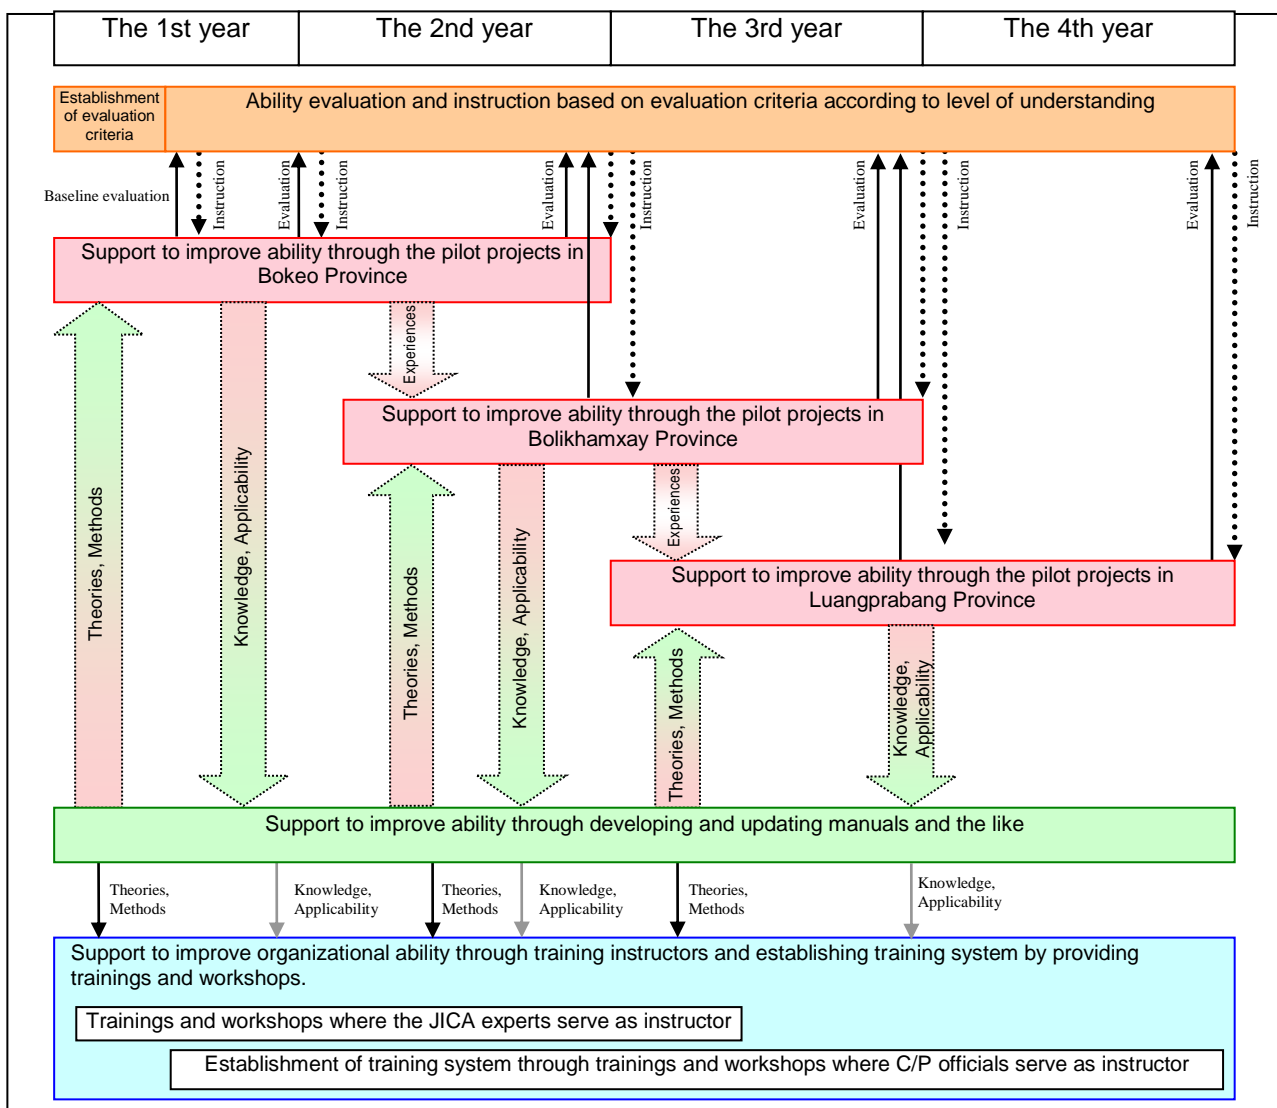 The 1st year
The 2nd year
The 3rd year
The 4th year
Establishment
of evaluation
criteria
Ability evaluation and instruction based on evaluation criteria according to level of understanding
Baseline evaluation
Instruction
Evaluation
Instruction
Evaluation
Instruction
Evaluation
Instruction
Evaluation
Instruction
Support to improve ability through the pilot projects in
Bokeo Province
Experiences
Support to improve ability through the pilot projects in
Bolikhamxay Province
Experiences
Support to improve ability through the pilot projects in
Luangprabang Province
Theories, Methods
Knowledge, Applicability
Theories, Methods
Knowledge, Applicability
Theories, Methods
Knowledge,
Applicability
Support to improve ability through developing and updating manuals and the like
Theories,
Methods
Knowledge,
Applicability
Theories,
Methods
Knowledge,
Applicability
Theories,
Methods
Knowledge,
Applicability
Support to improve organizational ability through training instructors and establishing training system by providing
trainings and workshops.
Trainings and workshops where the JICA experts serve as instructor
Establishment of training system through trainings and workshops where C/P officials serve as instructor